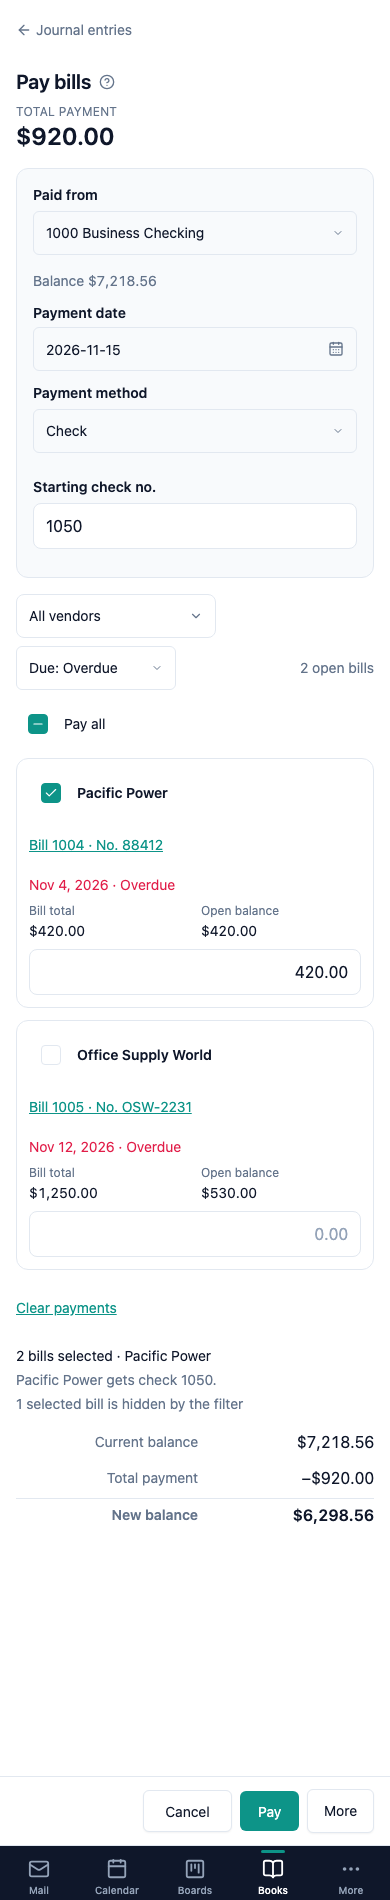 Journal entries
Pay bills
TOTAL PAYMENT
$920.00
Paid from
1000 Business Checking
Balance $7,218.56
Payment date
2026-11-15
Payment method
Check
Starting check no.
1050
All vendors
Due: Overdue
2 open bills
Pay all
Pacific Power
Bill 1004 · No. 88412
Nov 4, 2026 · Overdue
Bill total Open balance
$420.00 $420.00
420.00
Office Supply World
Bill 1005 · No. OSW-2231
Nov 12, 2026 · Overdue
Bill total Open balance
$1,250.00 $530.00
0.00
Clear payments
2 bills selected · Pacific Power
Pacific Power gets check 1050.
1 selected bill is hidden by the filter
Current balance $7,218.56
Total payment –$920.00
New balance $6,298.56
Cancel Pay More
Mail Calendar Boards Books More